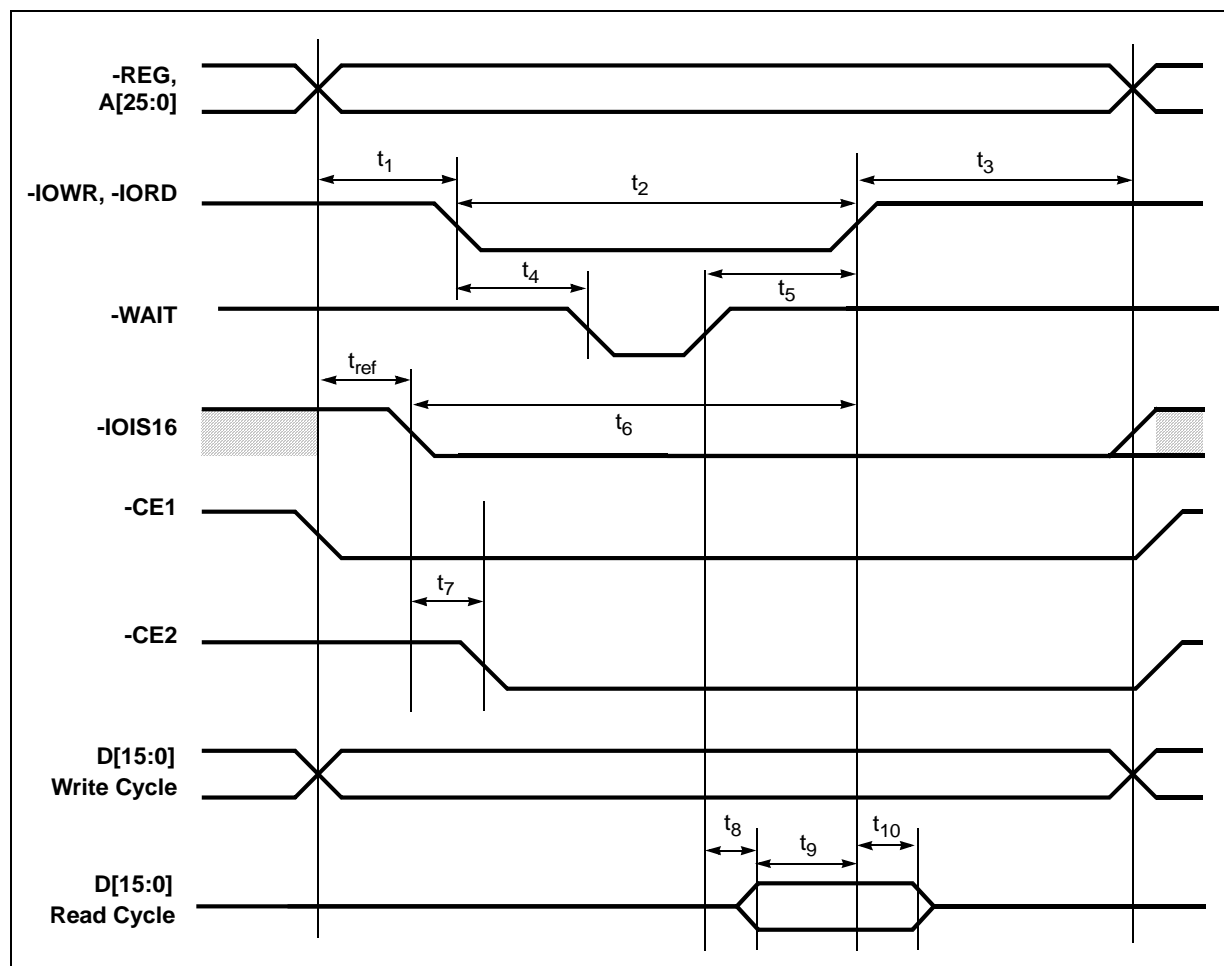 -REG,
A[25:0]
t1
t3
-IOWR, -IORD
t2
t4
t5
-WAIT
tref
-IOIS16
t6
-CE1
t7
-CE2
D[15:0]
Write Cycle
t8
t9
t10
D[15:0]
Read Cycle